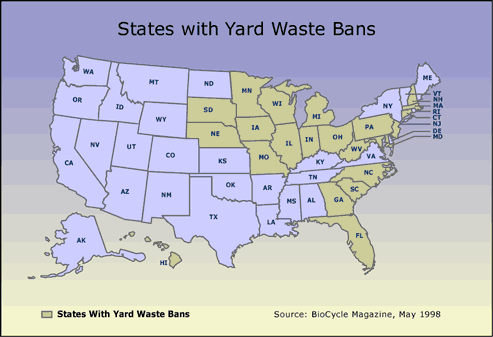 States with Yard Waste Bans
WA
MT
ND
MN
ME
OR
ID
SD
WI
MI
NY
VT
NH
MA
RI
CT
NJ
DE
MD
WY
IA
NE
PA
NV
UT
CO
KS
MO
IL
IN
OH
WV
VA
KY
CA
AZ
NM
OK
AR
TN
NC
SC
TX
LA
MS
AL
GA
FL
AK
HI
States With Yard Waste Bans
Source: BioCycle Magazine, May 1998